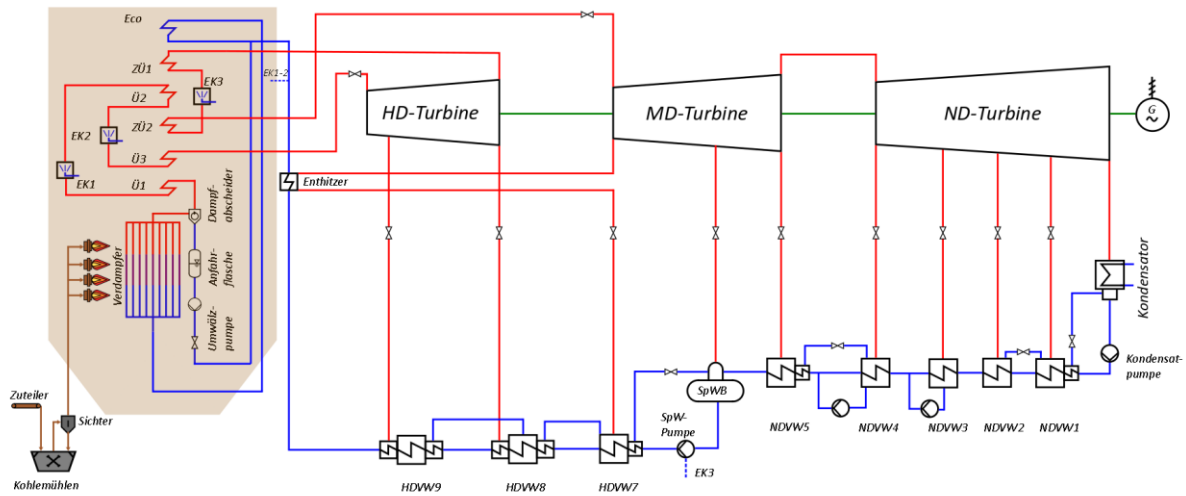 Eco
ZÜ1
EK3
EK1-2
Ü2
EK2
ZÜ2
Ü3
EK1
Ü1
Enthitzer
HD-Turbine
MD-Turbine
ND-Turbine
G
~
Dampf-
abscheider
Anfahr-
flasche
Umwälz-
pumpe
Verdampfer
Kondensator
Kondensat-
pumpe
Zuteiler
Sichter
Kohlemühlen
SpWB
SpW-
Pumpe
EK3
HDVW9
HDVW8
HDVW7
NDVW5
NDVW4
NDVW3
NDVW2
NDVW1